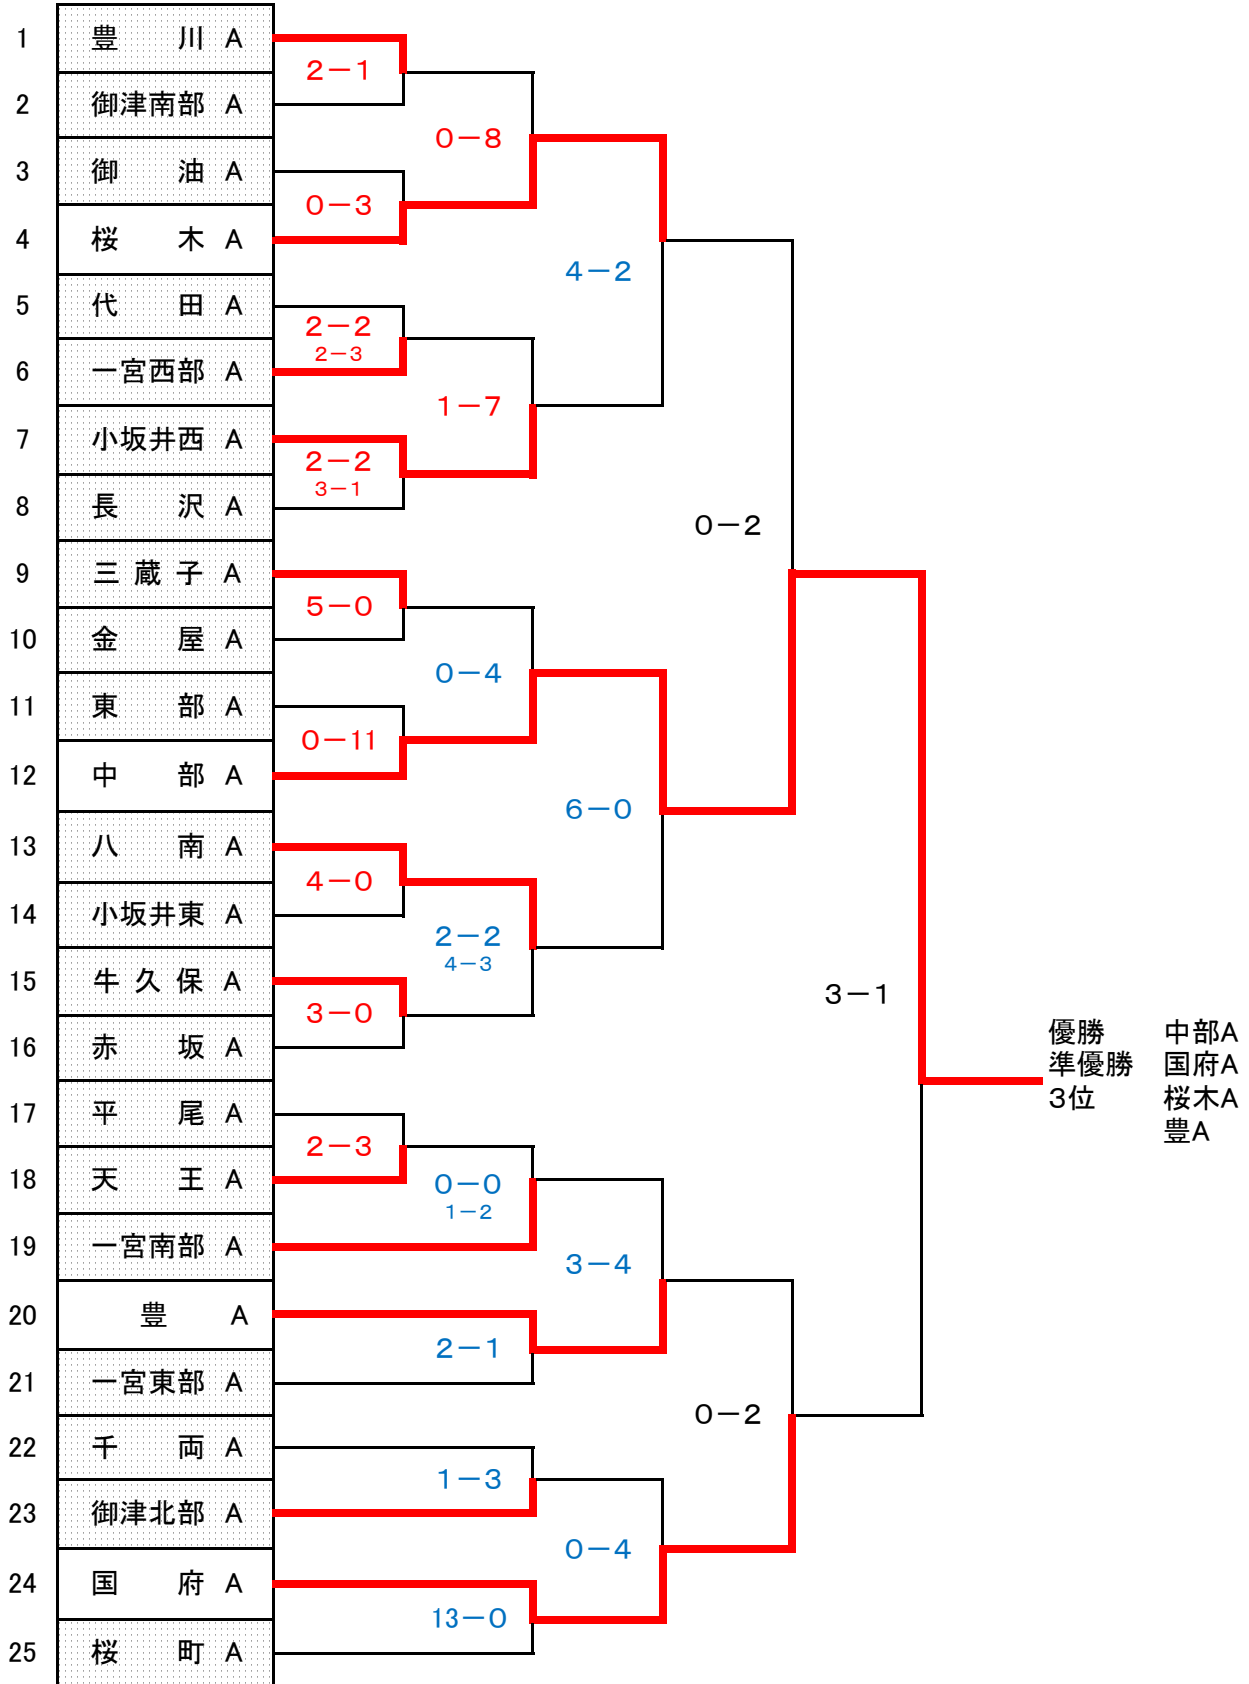 1 豊川 A
2 御津南部 A
3 御油 A
4 桜木 A
5 代田 A
6 一宮西部 A
7 小坂井西 A
8 長沢 A
9 三蔵子 A
10 金屋 A
11 東部 A
12 中部 A
13 八南 A
14 小坂井東 A
15 牛久保 A
16 赤坂 A
17 平尾 A
18 天王 A
19 一宮南部 A
20 豊 A
21 一宮東部 A
22 千両 A
23 御津北部 A
24 国府 A
25 桜町 A
2－1
0－3
2－2
2－3
2－2
3－1
5－0
0－11
4－0
3－0
2－3
0－8
1－7
0－4
2－2
4－3
0－0
1－2
2－1
1－3
13－0
4－2
6－0
3－4
0－4
0－2
0－2
3－1
優勝 中部A
準優勝 国府A
3位 桜木A
豊A